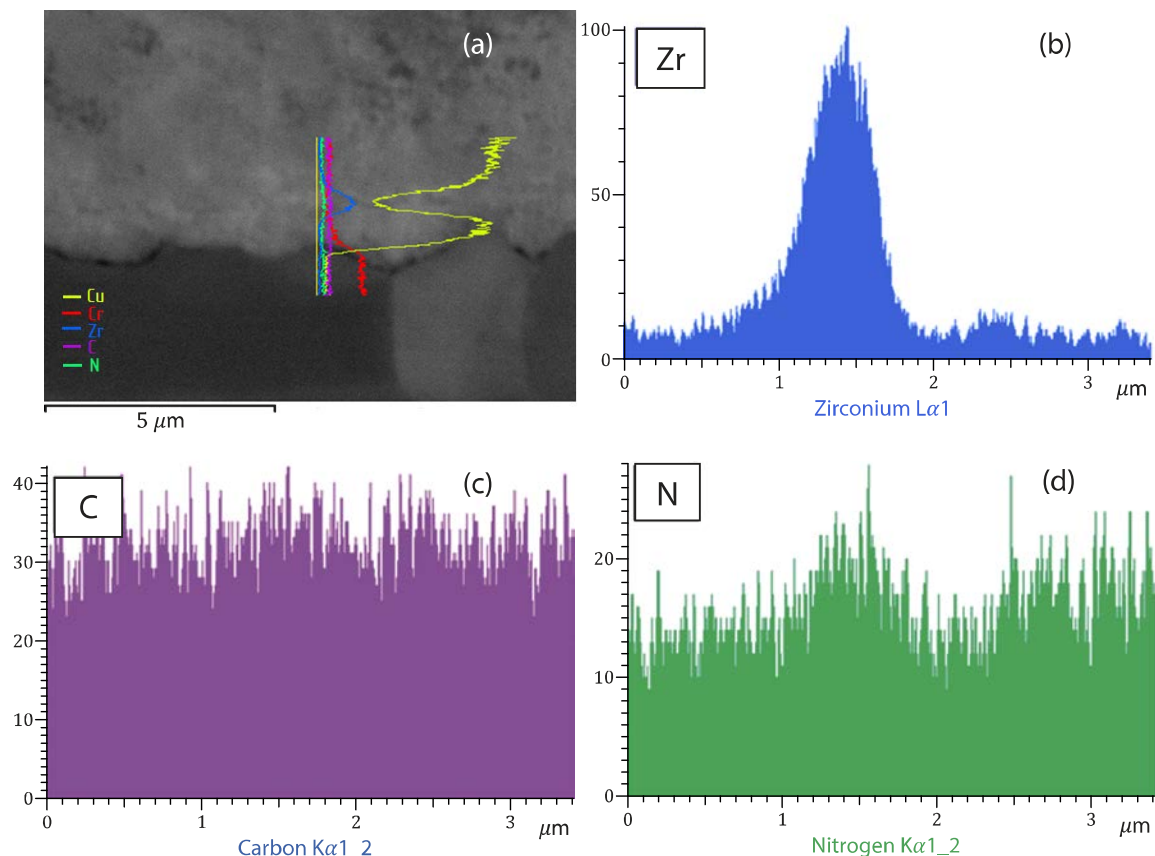 (a)
Cu
Cr
Zr
C
N
5 μm
100
50
0
Zr
(b)
0 1 2 3 μm
Zirconium Lα1
40
30
20
10
0
C
(c)
0 1 2 3 μm
Carbon Kα1_2
20
10
0
N
(d)
0 1 2 3 μm
Nitrogen Kα1_2